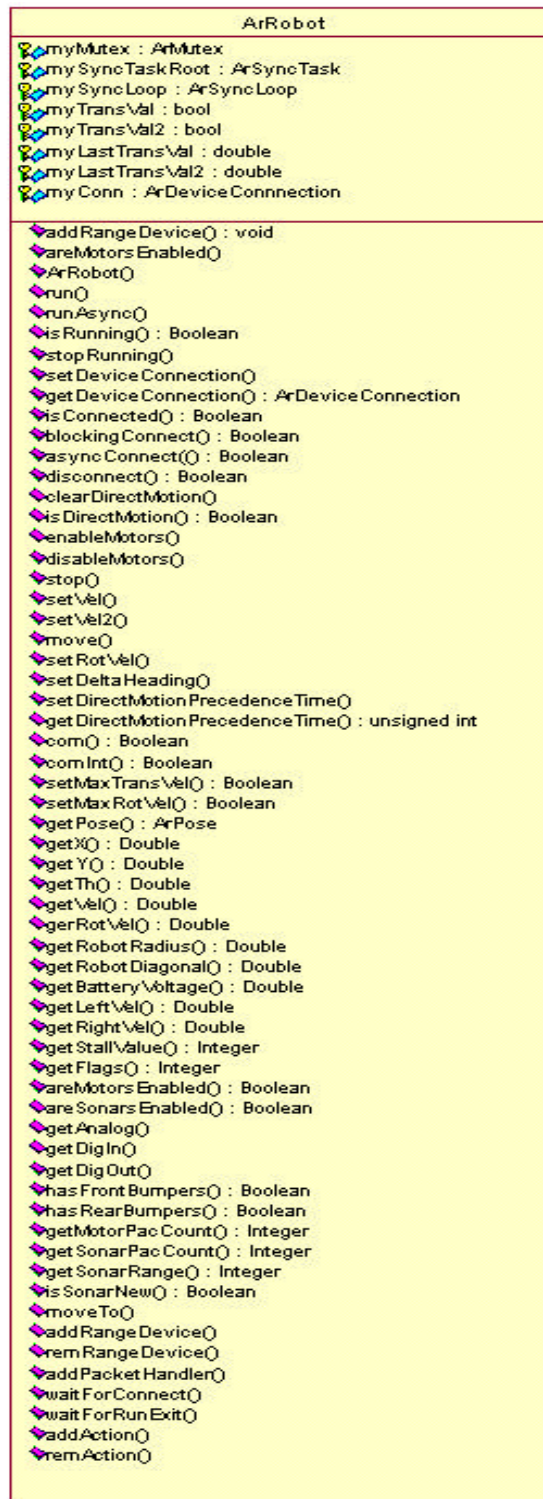 ArRobot
myMutex : ArMutex
mySyncTaskRoot : ArSyncTask
mySyncLoop : ArSyncLoop
myTransVal : bool
myTransVal2 : bool
myLastTransVal : double
myLastTransVal2 : double
myConn : ArDeviceConnnection
addRangeDevice() : void
areMotorsEnabled()
ArRobot()
run()
runAsync()
isRunning() : Boolean
stopRunning()
setDeviceConnection()
getDeviceConnection() : ArDeviceConnection
isConnected() : Boolean
blockingConnect() : Boolean
asyncConnect(() : Boolean
disconnect() : Boolean
clearDirectMotion()
isDirectMotion() : Boolean
enableMotors()
disableMotors()
stop()
setVel()
setVel2()
move()
setRotVel()
setDeltaHeading()
setDirectMotionPrecedenceTime()
getDirectMotionPrecedenceTime() : unsigned int
com() : Boolean
comInt() : Boolean
setMaxTransVel() : Boolean
setMaxRotVel() : Boolean
getPose() : ArPose
getX() : Double
getY() : Double
getTh() : Double
getVel() : Double
gerRotVel() : Double
getRobotRadius() : Double
getRobotDiagonal() : Double
getBatteryVoltage() : Double
getLeftVel() : Double
getRightVel() : Double
getStallValue() : Integer
getFlags() : Integer
areMotorsEnabled() : Boolean
areSonarsEnabled() : Boolean
getAnalog()
getDigIn()
getDigOut()
hasFrontBumpers() : Boolean
hasRearBumpers() : Boolean
getMotorPacCount() : Integer
getSonarPacCount() : Integer
getSonarRange() : Integer
isSonarNew() : Boolean
moveTo()
addRangeDevice()
remRangeDevice()
addPacketHandler()
waitForConnect()
waitForRunExit()
addAction()
remAction()